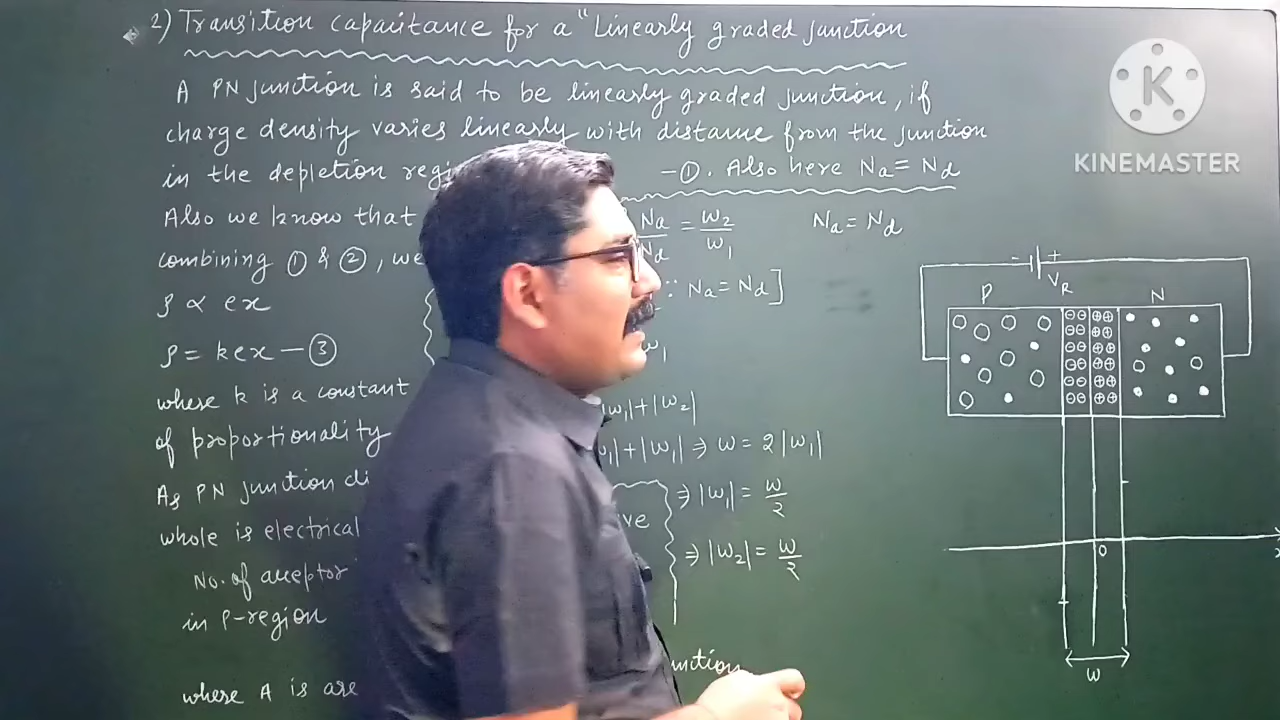 2) Transition capacitance for a "Linearly graded junction
A PN junction is said to be linearly graded junction, if
charge density varies linearly with distance from the junction
in the depletion regi — ①. Also here Na = Nd
Also we know that Na/Nd = w₂/w₁ Na = Nd
combining ① & ②, we ∵ Na = Nd]
ρ ∝ ex
ρ = kex — ③ w₁
where k is a constant |w₁| + |w₂|
of proportionality |w₁| + |w₁| ⇒ w = 2|w₁|
As PN junction di ⇒ |w₁| = w/2
whole is electrical ve
⇒ |w₂| = w/2
No. of acceptor
in P-region
where A is are unction
- +
VR
P N
0
w
K
KINEMASTER